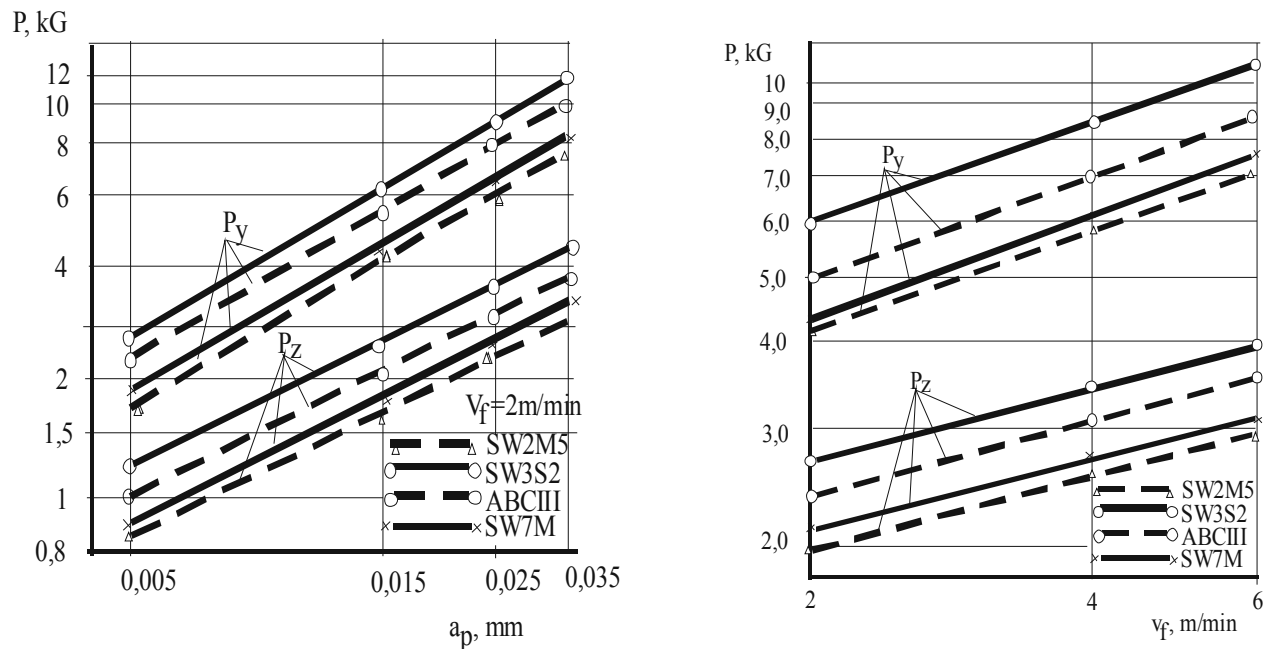 P, kG
12
10
8
6
4
2
1,5
1
0,8
Py
Pz
Vf=2m/min
SW2M5
SW3S2
ABCIII
SW7M
0,005
0,015
0,025
0,035
ap, mm
P, kG
10
9,0
8,0
7,0
6,0
5,0
4,0
3,0
2,0
Py
Pz
SW2M5
SW3S2
ABCIII
SW7M
2
4
6
vf, m/min